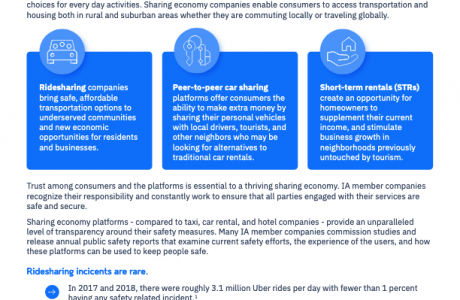 choices for every day activities. Sharing economy companies enable consumers to access transportation and
housing both in rural and suburban areas whether they are commuting locally or traveling globally.
Ridesharing companies
bring safe, affordable
transportation options to
underserved communities
and new economic
opportunities for residents
and businesses.
Peer-to-peer car sharing
platforms offer consumers the
ability to make extra money by
sharing their personal vehicles
with local drivers, tourists, and
other neighbors who may be
looking for alternatives to
traditional car rentals.
Short-term rentals (STRs)
create an opportunity for
homeowners to
supplement their current
income, and stimulate
business growth in
neighborhoods previously
untouched by tourism.
Trust among consumers and the platforms is essential to a thriving sharing economy. IA member companies
recognize their responsibility and constantly work to ensure that all parties engaged with their services are
safe and secure.
Sharing economy platforms - compared to taxi, car rental, and hotel companies - provide an unparalleled
level of transparency around their safety measures. Many IA member companies commission studies and
release annual public safety reports that examine current safety efforts, the experience of the users, and how
these platforms can be used to keep people safe.
Ridesharing incidents are rare.
In 2017 and 2018, there were roughly 3.1 million Uber rides per day with fewer than 1 percent
having any safety related incident.¹